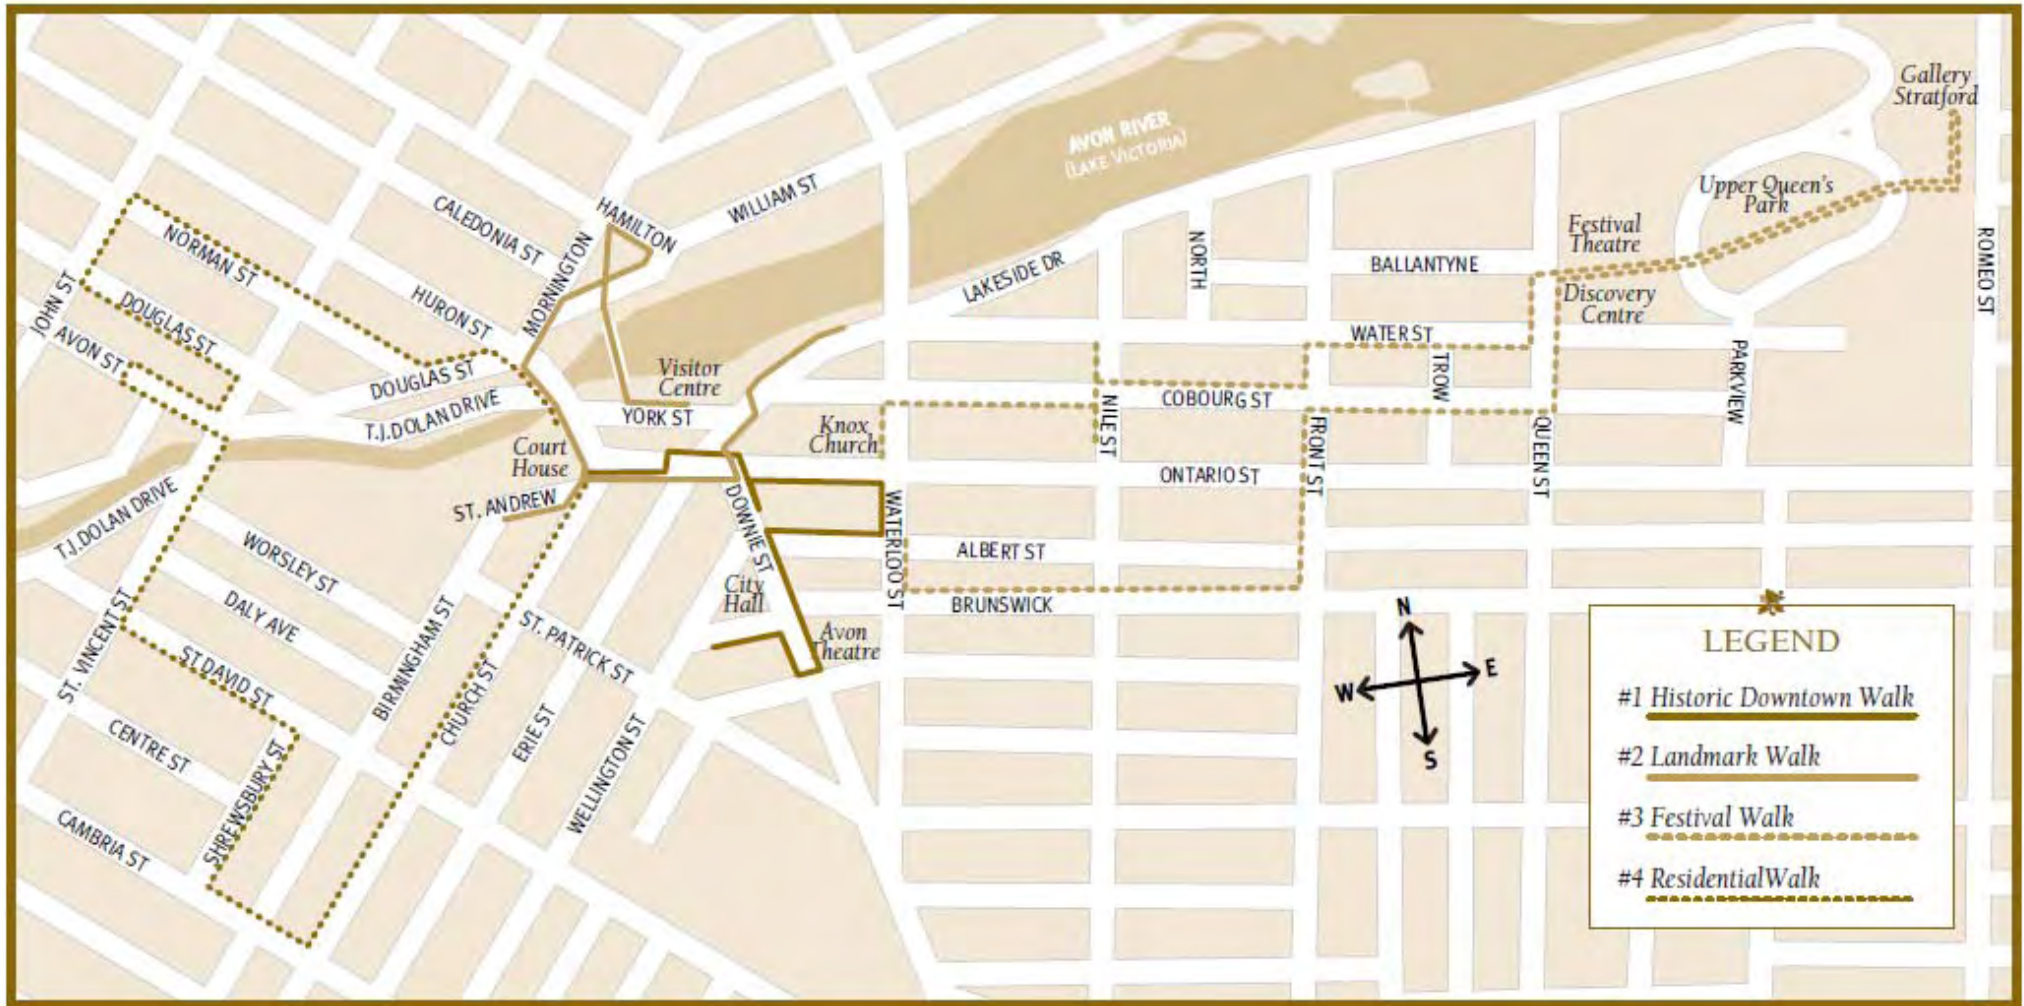 Gallery
Stratford
AVON RIVER
(LAKE VICTORIA)
Upper Queen's
Park
HAMILTON
WILLIAM ST
CALEDONIA ST
NORMAN ST
MORNINGTON
HURON ST
Festival
Theatre
NORTH
BALLANTYNE
ROMEO ST
LAKESIDE DR
JOHN ST
DOUGLAS ST
AVON ST
Discovery
Centre
WATER ST
TROW
PARKVIEW
Visitor
Centre
DOUGLAS ST
T.J.DOLAN DRIVE
YORK ST
COBOURG ST
NILE ST
Knox
Church
FRONT ST
QUEEN ST
Court
House
ONTARIO ST
ST. ANDREW
DOWNIE ST
WATERLOO ST
T.J.DOLAN DRIVE
WORSLEY ST
ALBERT ST
City
Hall
BRUNSWICK
DALY AVE
ST. VINCENT ST
ST DAVID ST
BIRMINGHAM ST
ST. PATRICK ST
Avon
Theatre
CHURCH ST
ERIE ST
WELLINGTON ST
CENTRE ST
SHREWSBURY ST
CAMBRIA ST
N
W
E
S
LEGEND
#1 Historic Downtown Walk
#2 Landmark Walk
#3 Festival Walk
#4 ResidentialWalk